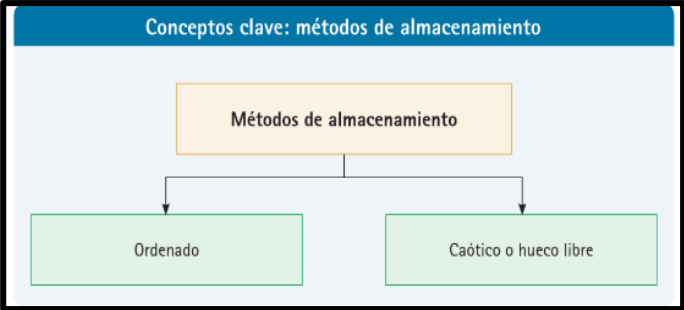 Conceptos clave: métodos de almacenamiento
Métodos de almacenamiento
Ordenado
Caótico o hueco libre